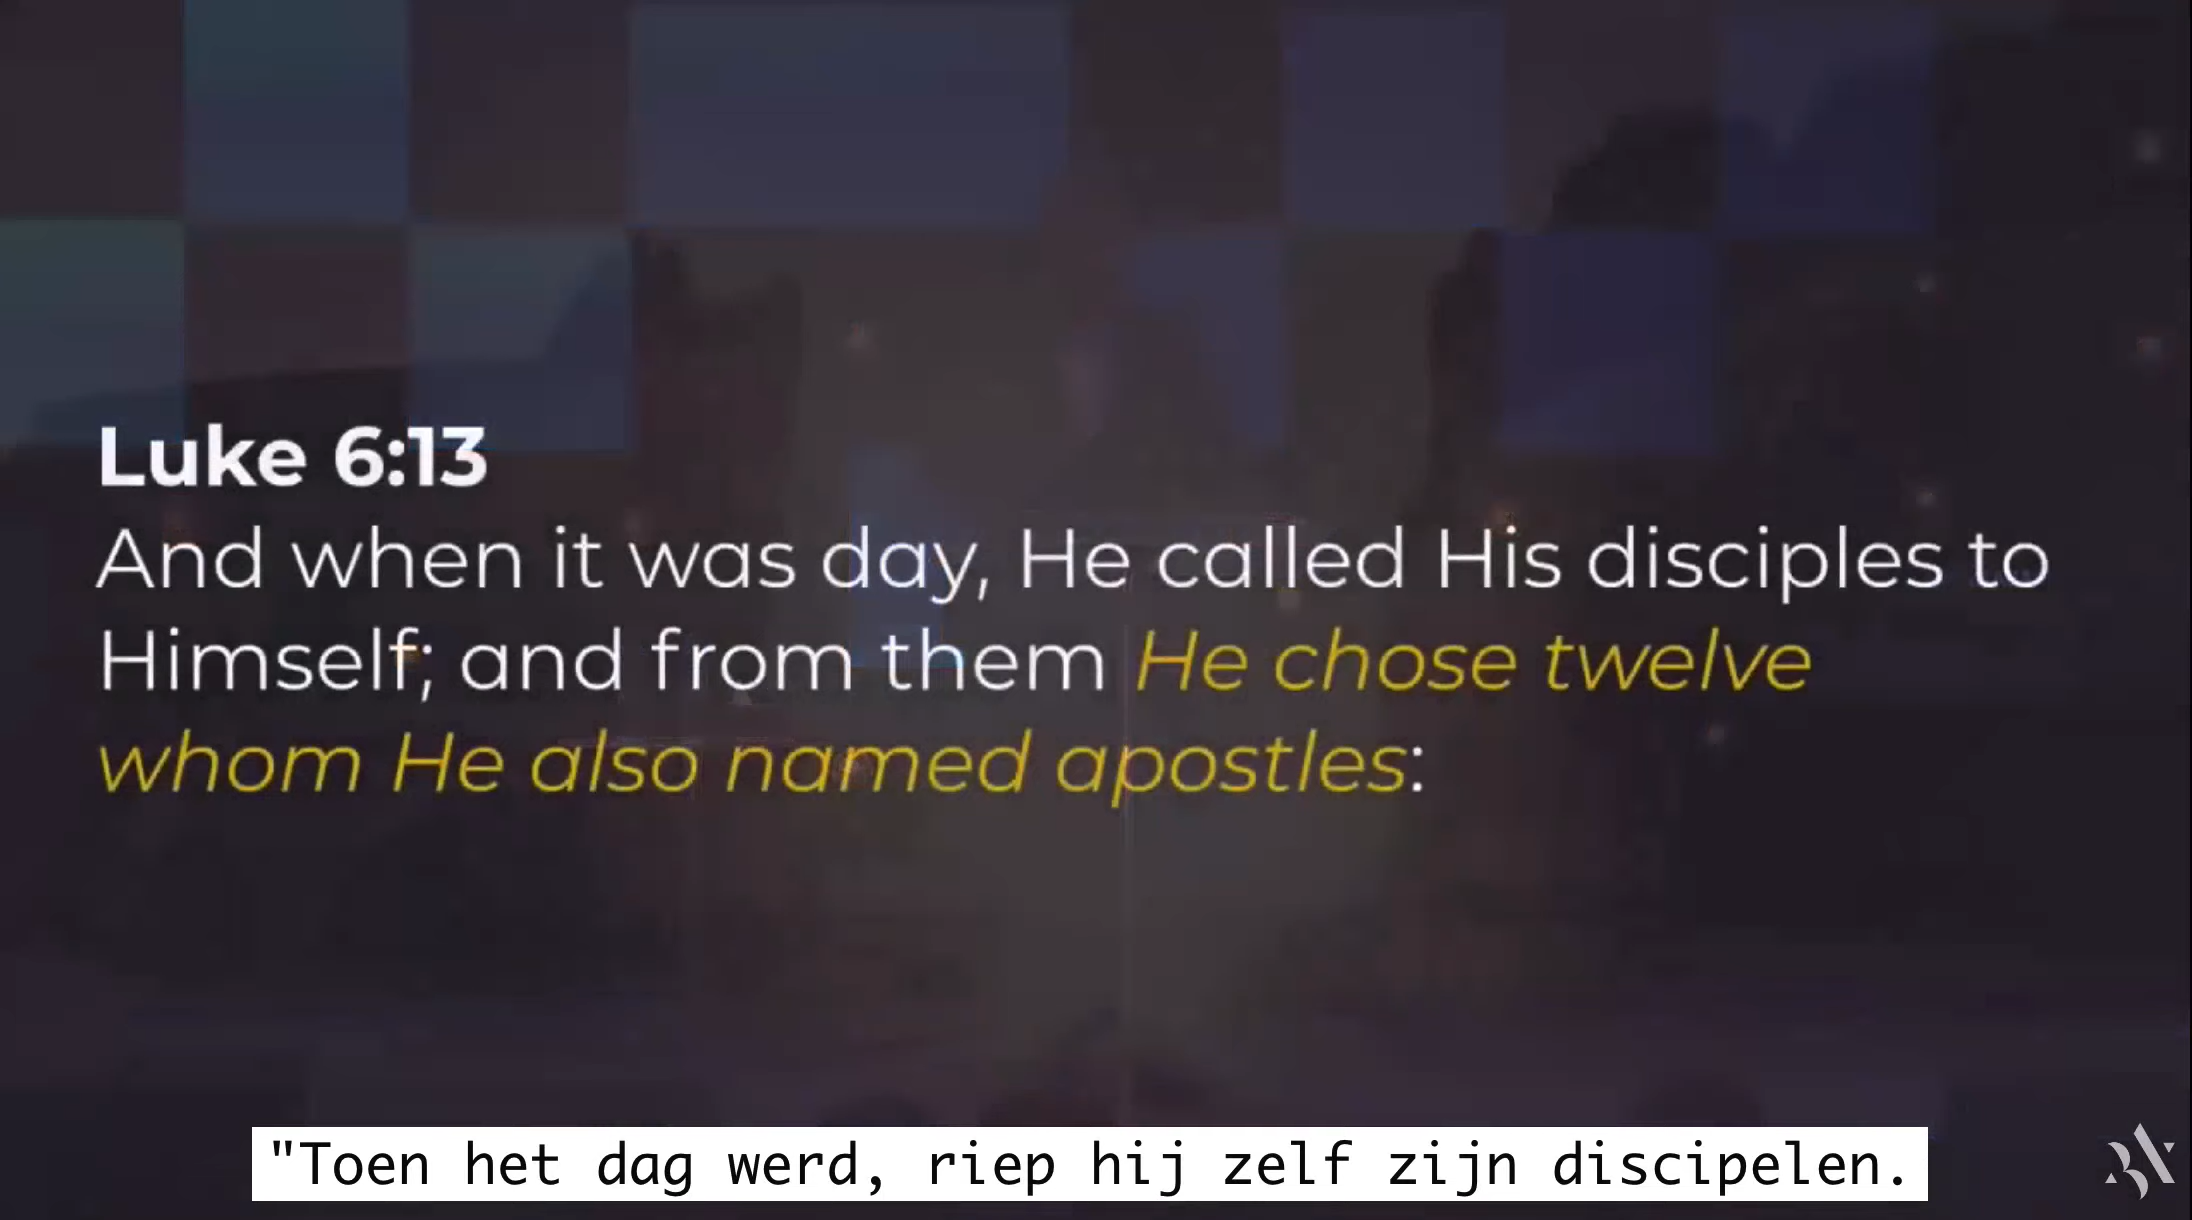 Luke 6:13
And when it was day, He called His disciples to
Himself; and from them He chose twelve
whom He also named apostles:
"Toen het dag werd, riep hij zelf zijn discipelen.